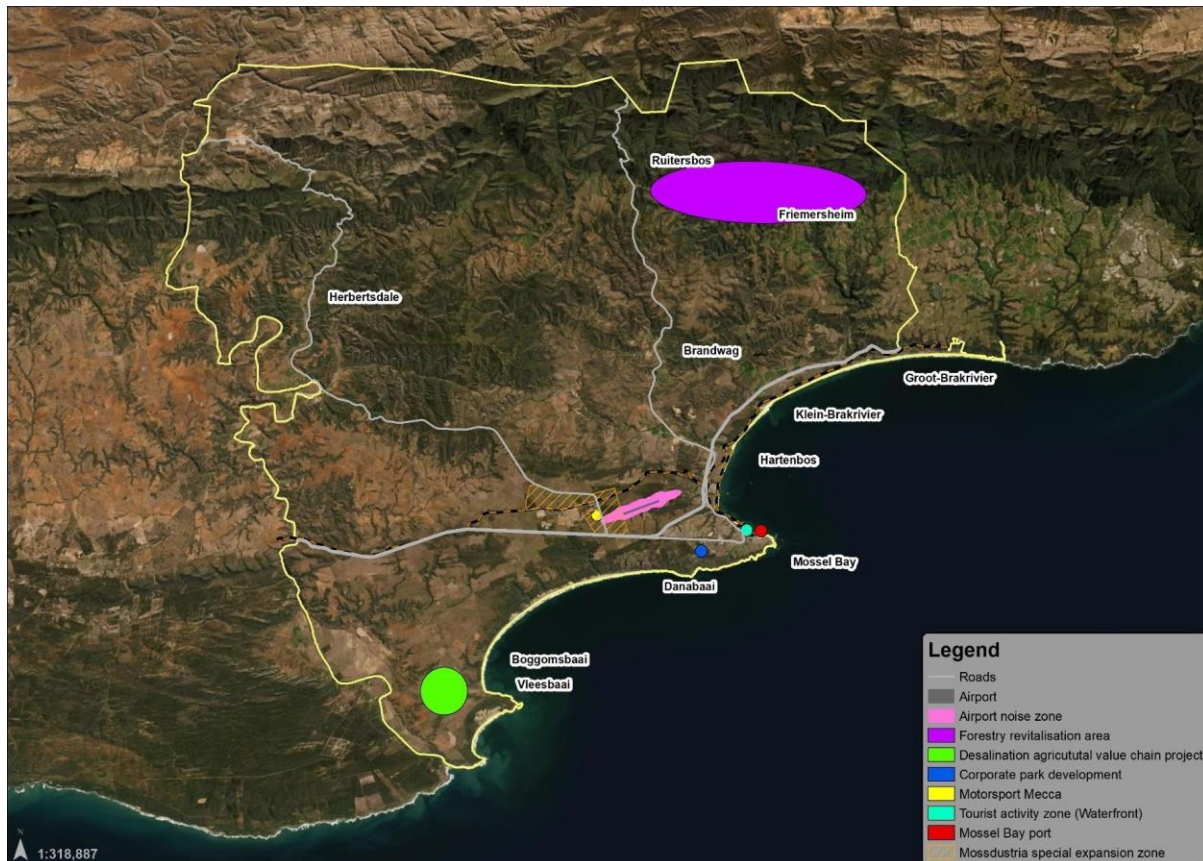 Ruitersbos
Friemersheim
Herbertsdale
Brandwag
Groot-Brakrivier
Klein-Brakrivier
Hartenbos
Mossel Bay
Danabaai
Boggomsbaai
Vleesbaai
Legend
Roads
Airport
Airport noise zone
Forestry revitalisation area
Desalination agricututal value chain project
Corporate park development
Motorsport Mecca
Tourist activity zone (Waterfront)
Mossel Bay port
Mossdustria special expansion zone
N
1:318,887